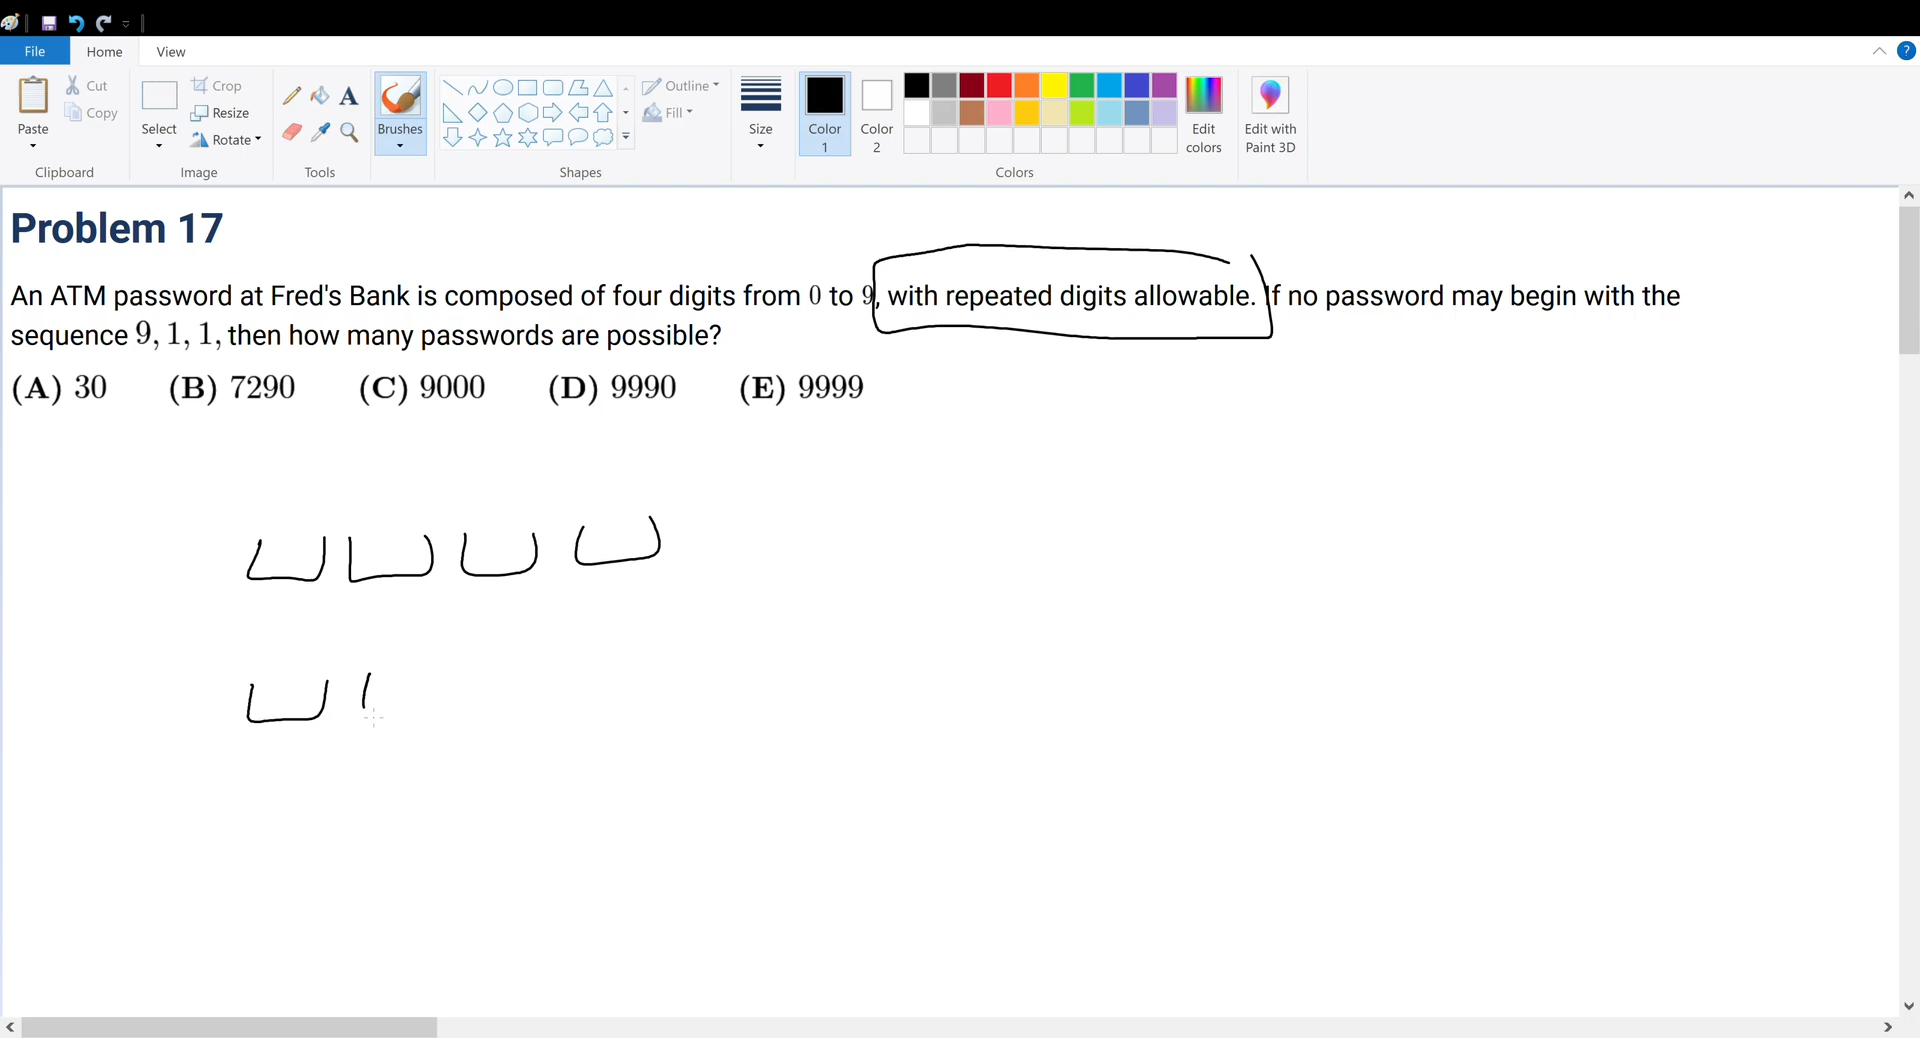 File Home View
Paste Cut Copy Clipboard
Select Crop Resize Rotate Image
Tools
Brushes
Outline Fill Shapes
Size
Color 1 Color 2 Edit colors Colors
Edit with Paint 3D
Problem 17
An ATM password at Fred's Bank is composed of four digits from 0 to 9, with repeated digits allowable. If no password may begin with the
sequence 9, 1, 1, then how many passwords are possible?
(A) 30 (B) 7290 (C) 9000 (D) 9990 (E) 9999